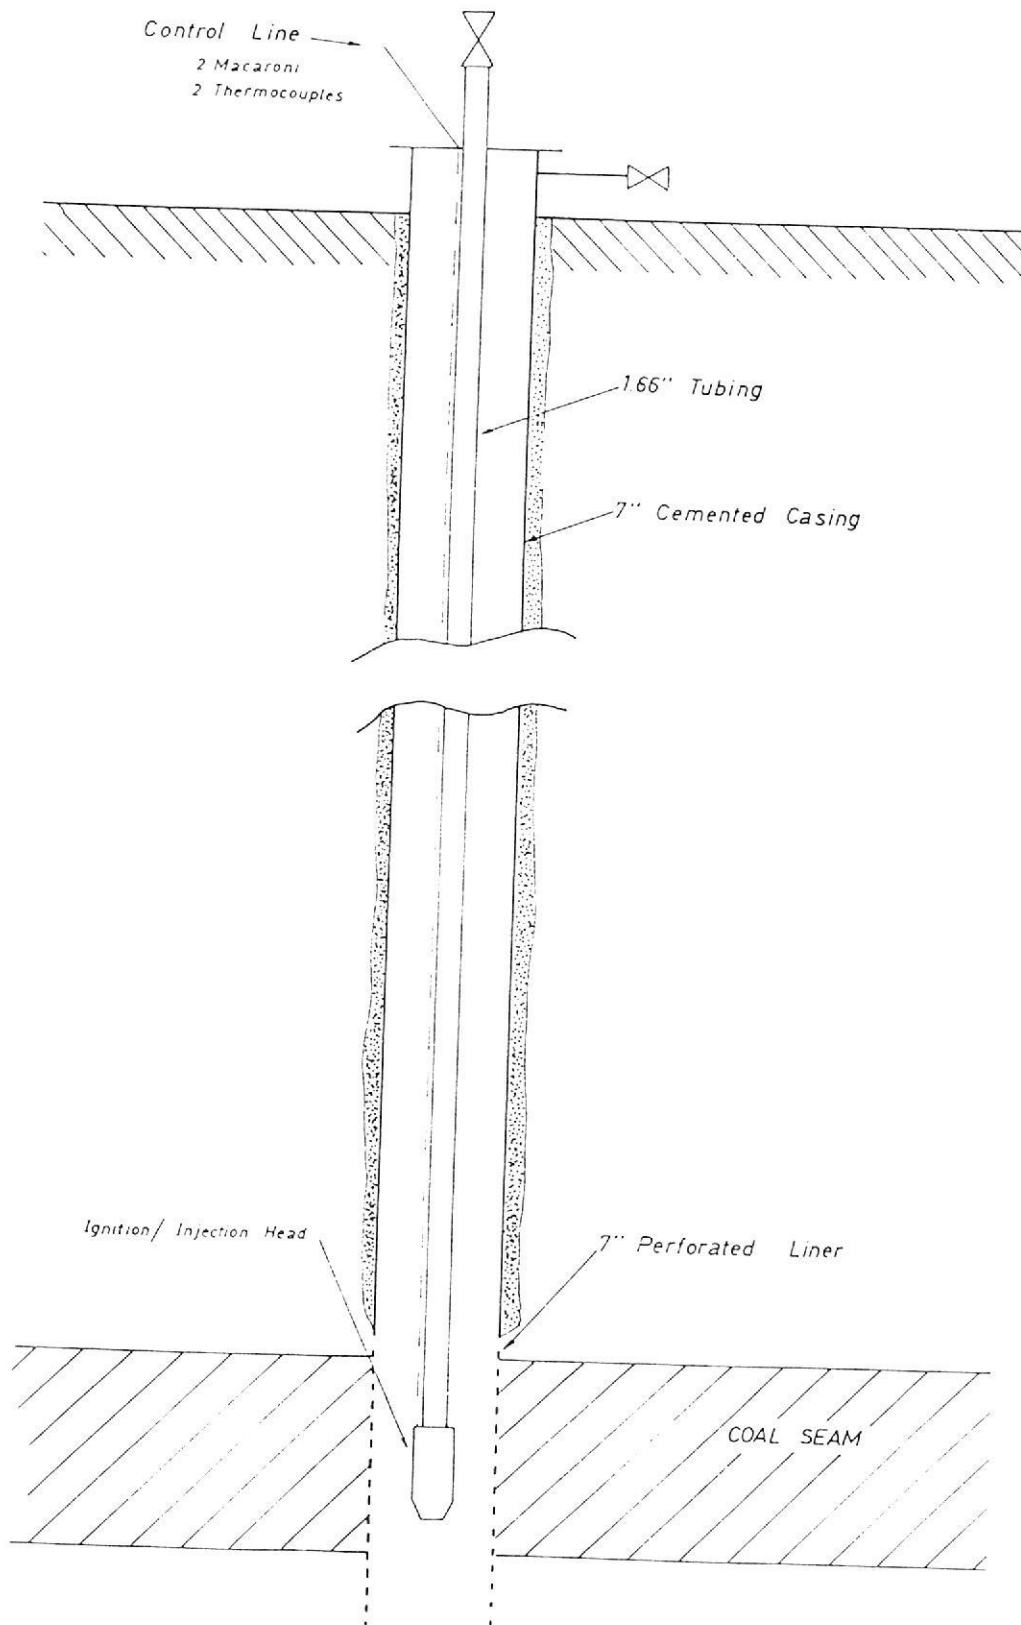 Control Line
2 Macaroni
2 Thermocouples
1.66" Tubing
7" Cemented Casing
Ignition/ Injection Head
7" Perforated Liner
COAL SEAM